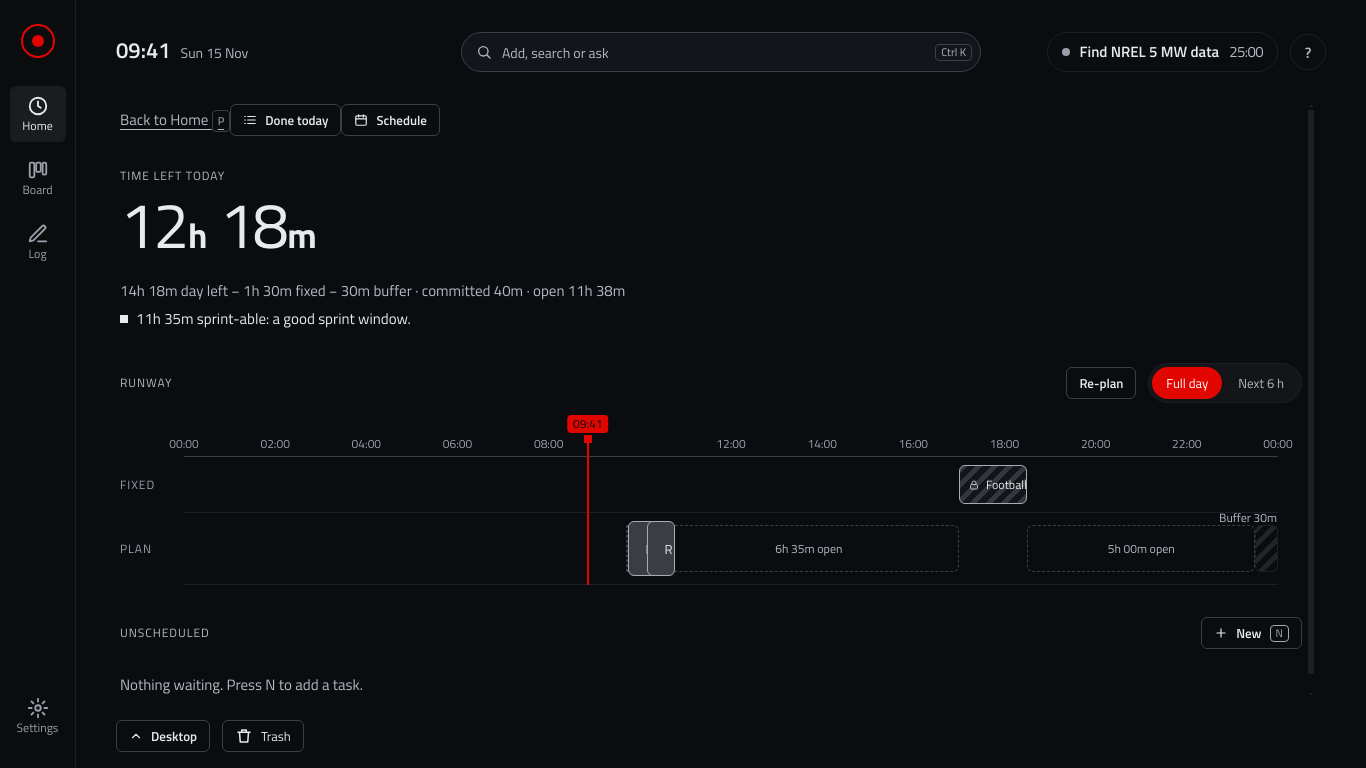 09:41 Sun 15 Nov
Add, search or ask Ctrl K
Find NREL 5 MW data 25:00 ?
Home
Board
Log
Settings
Back to Home P Done today Schedule
TIME LEFT TODAY
12h 18m
14h 18m day left – 1h 30m fixed – 30m buffer · committed 40m · open 11h 38m
11h 35m sprint-able: a good sprint window.
RUNWAY Re-plan Full day Next 6 h
09:41
00:00 02:00 04:00 06:00 08:00 12:00 14:00 16:00 18:00 20:00 22:00 00:00
FIXED Football
Buffer 30m
PLAN R 6h 35m open 5h 00m open
UNSCHEDULED + New N
Nothing waiting. Press N to add a task.
Desktop Trash